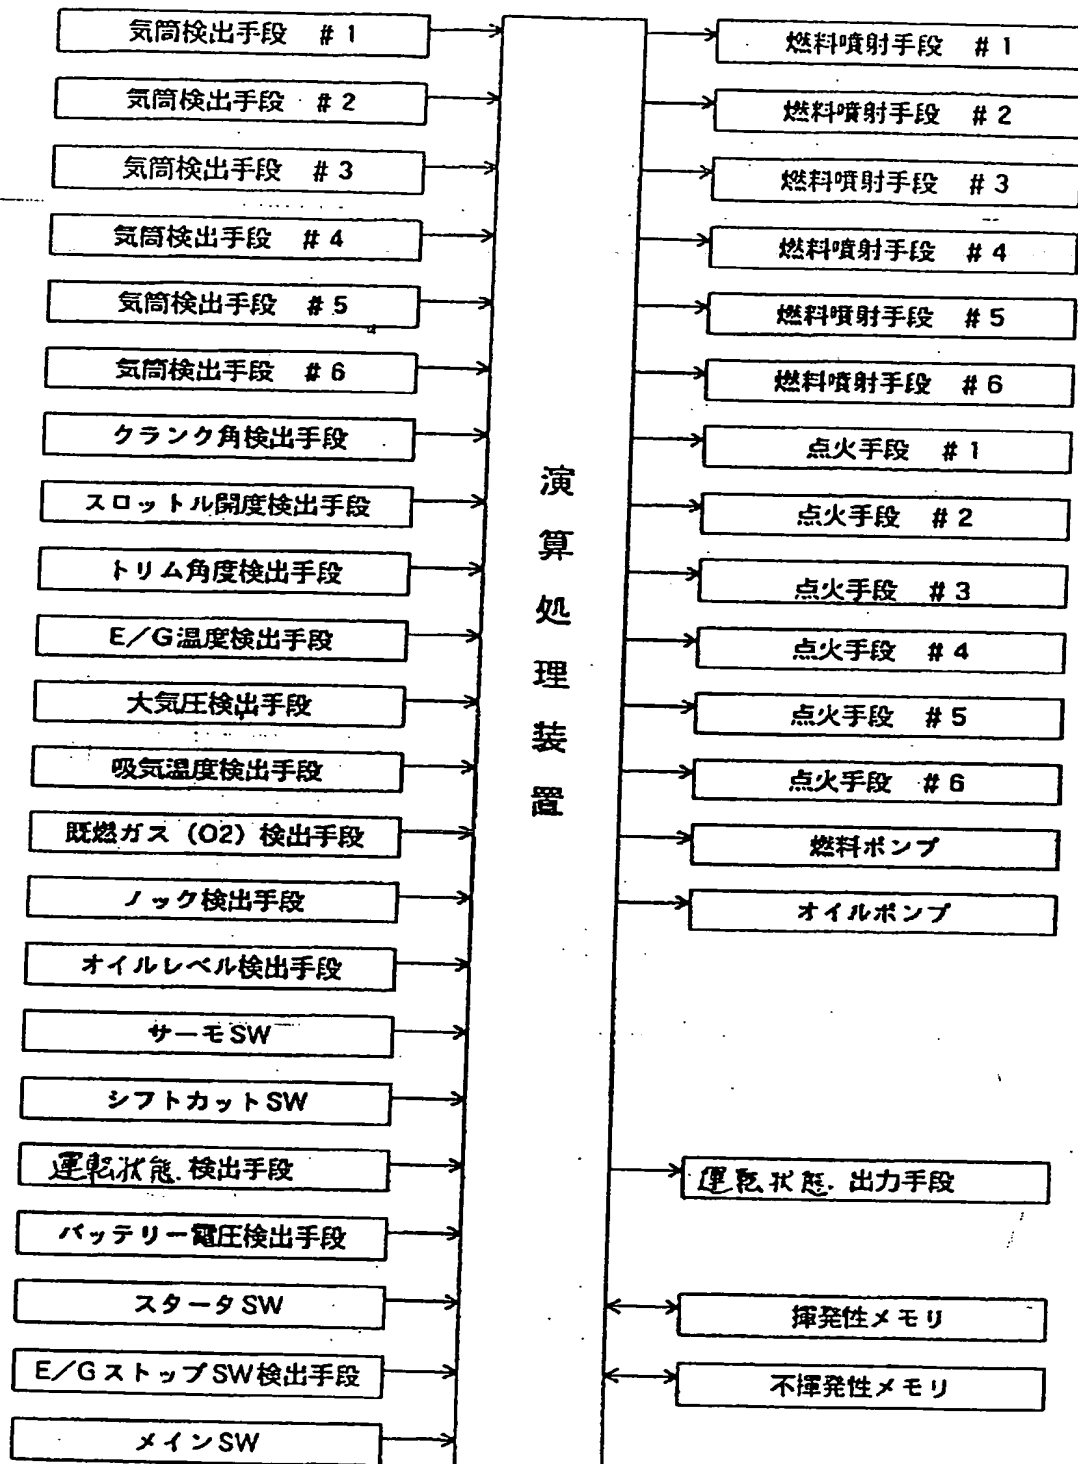 気筒検出手段 #1
気筒検出手段 #2
気筒検出手段 #3
気筒検出手段 #4
気筒検出手段 #5
気筒検出手段 #6
クランク角検出手段
スロットル開度検出手段
トリム角度検出手段
E/G温度検出手段
大気圧検出手段
吸気温度検出手段
既燃ガス(O2)検出手段
ノック検出手段
オイルレベル検出手段
サーモSW
シフトカットSW
運転状態検出手段
バッテリー電圧検出手段
スタータSW
E/GストップSW検出手段
メインSW
演算処理装置
燃料噴射手段 #1
燃料噴射手段 #2
燃料噴射手段 #3
燃料噴射手段 #4
燃料噴射手段 #5
燃料噴射手段 #6
点火手段 #1
点火手段 #2
点火手段 #3
点火手段 #4
点火手段 #5
点火手段 #6
燃料ポンプ
オイルポンプ
運転状態出力手段
揮発性メモリ
不揮発性メモリ